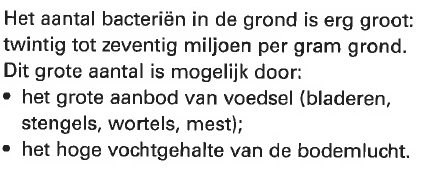 Het aantal bacteriën in de grond is erg groot:
twintig tot zeventig miljoen per gram grond.
Dit grote aantal is mogelijk door:
• het grote aanbod van voedsel (bladeren,
stengels, wortels, mest);
• het hoge vochtgehalte van de bodemlucht.